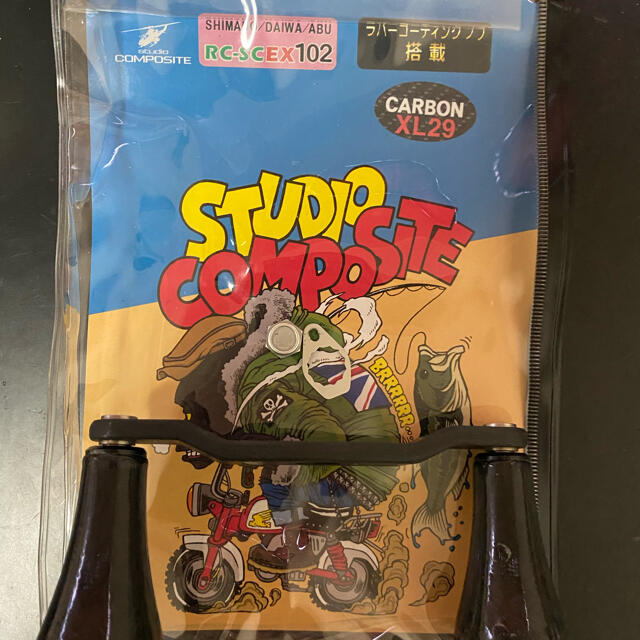 studio
COMPOSITE
SHIMANO/DAIWA/ABU
RC-SCEX102
ラバーコーティングノブ
搭載
CARBON
XL29
STUDIO
COMPOSITE
BRRRRRR